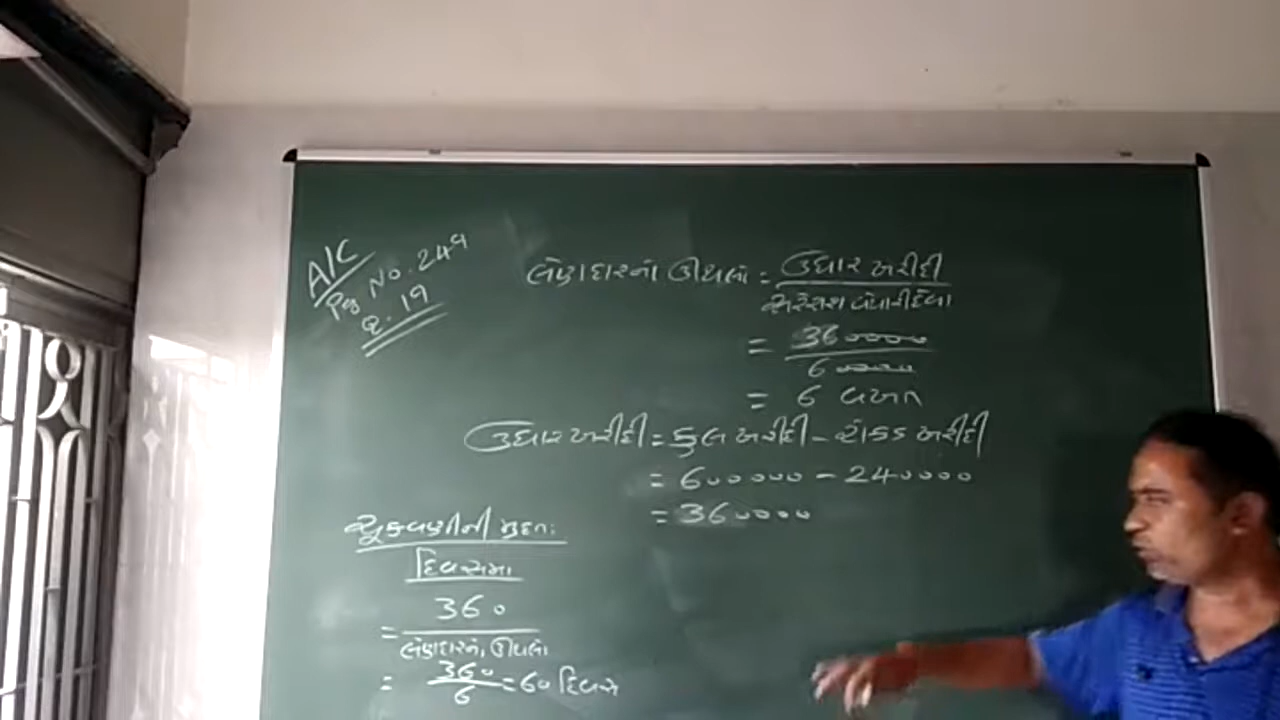 A/C
Pg No. 249
Q. 19
લેણદારનાં ઊથલાં = ઉધાર ખરીદી
સરેરાશ વેપારીદેવા
= 360000
60000
= 6 વખત
ઉધાર ખરીદી = કુલ ખરીદી - રોકડ ખરીદી
= 600000 - 240000
= 360000
ચૂકવણીની મુદત:
દિવસમાં
= 360
લેણદારનાં ઊથલાં
= 360
6
= 60 દિવસ